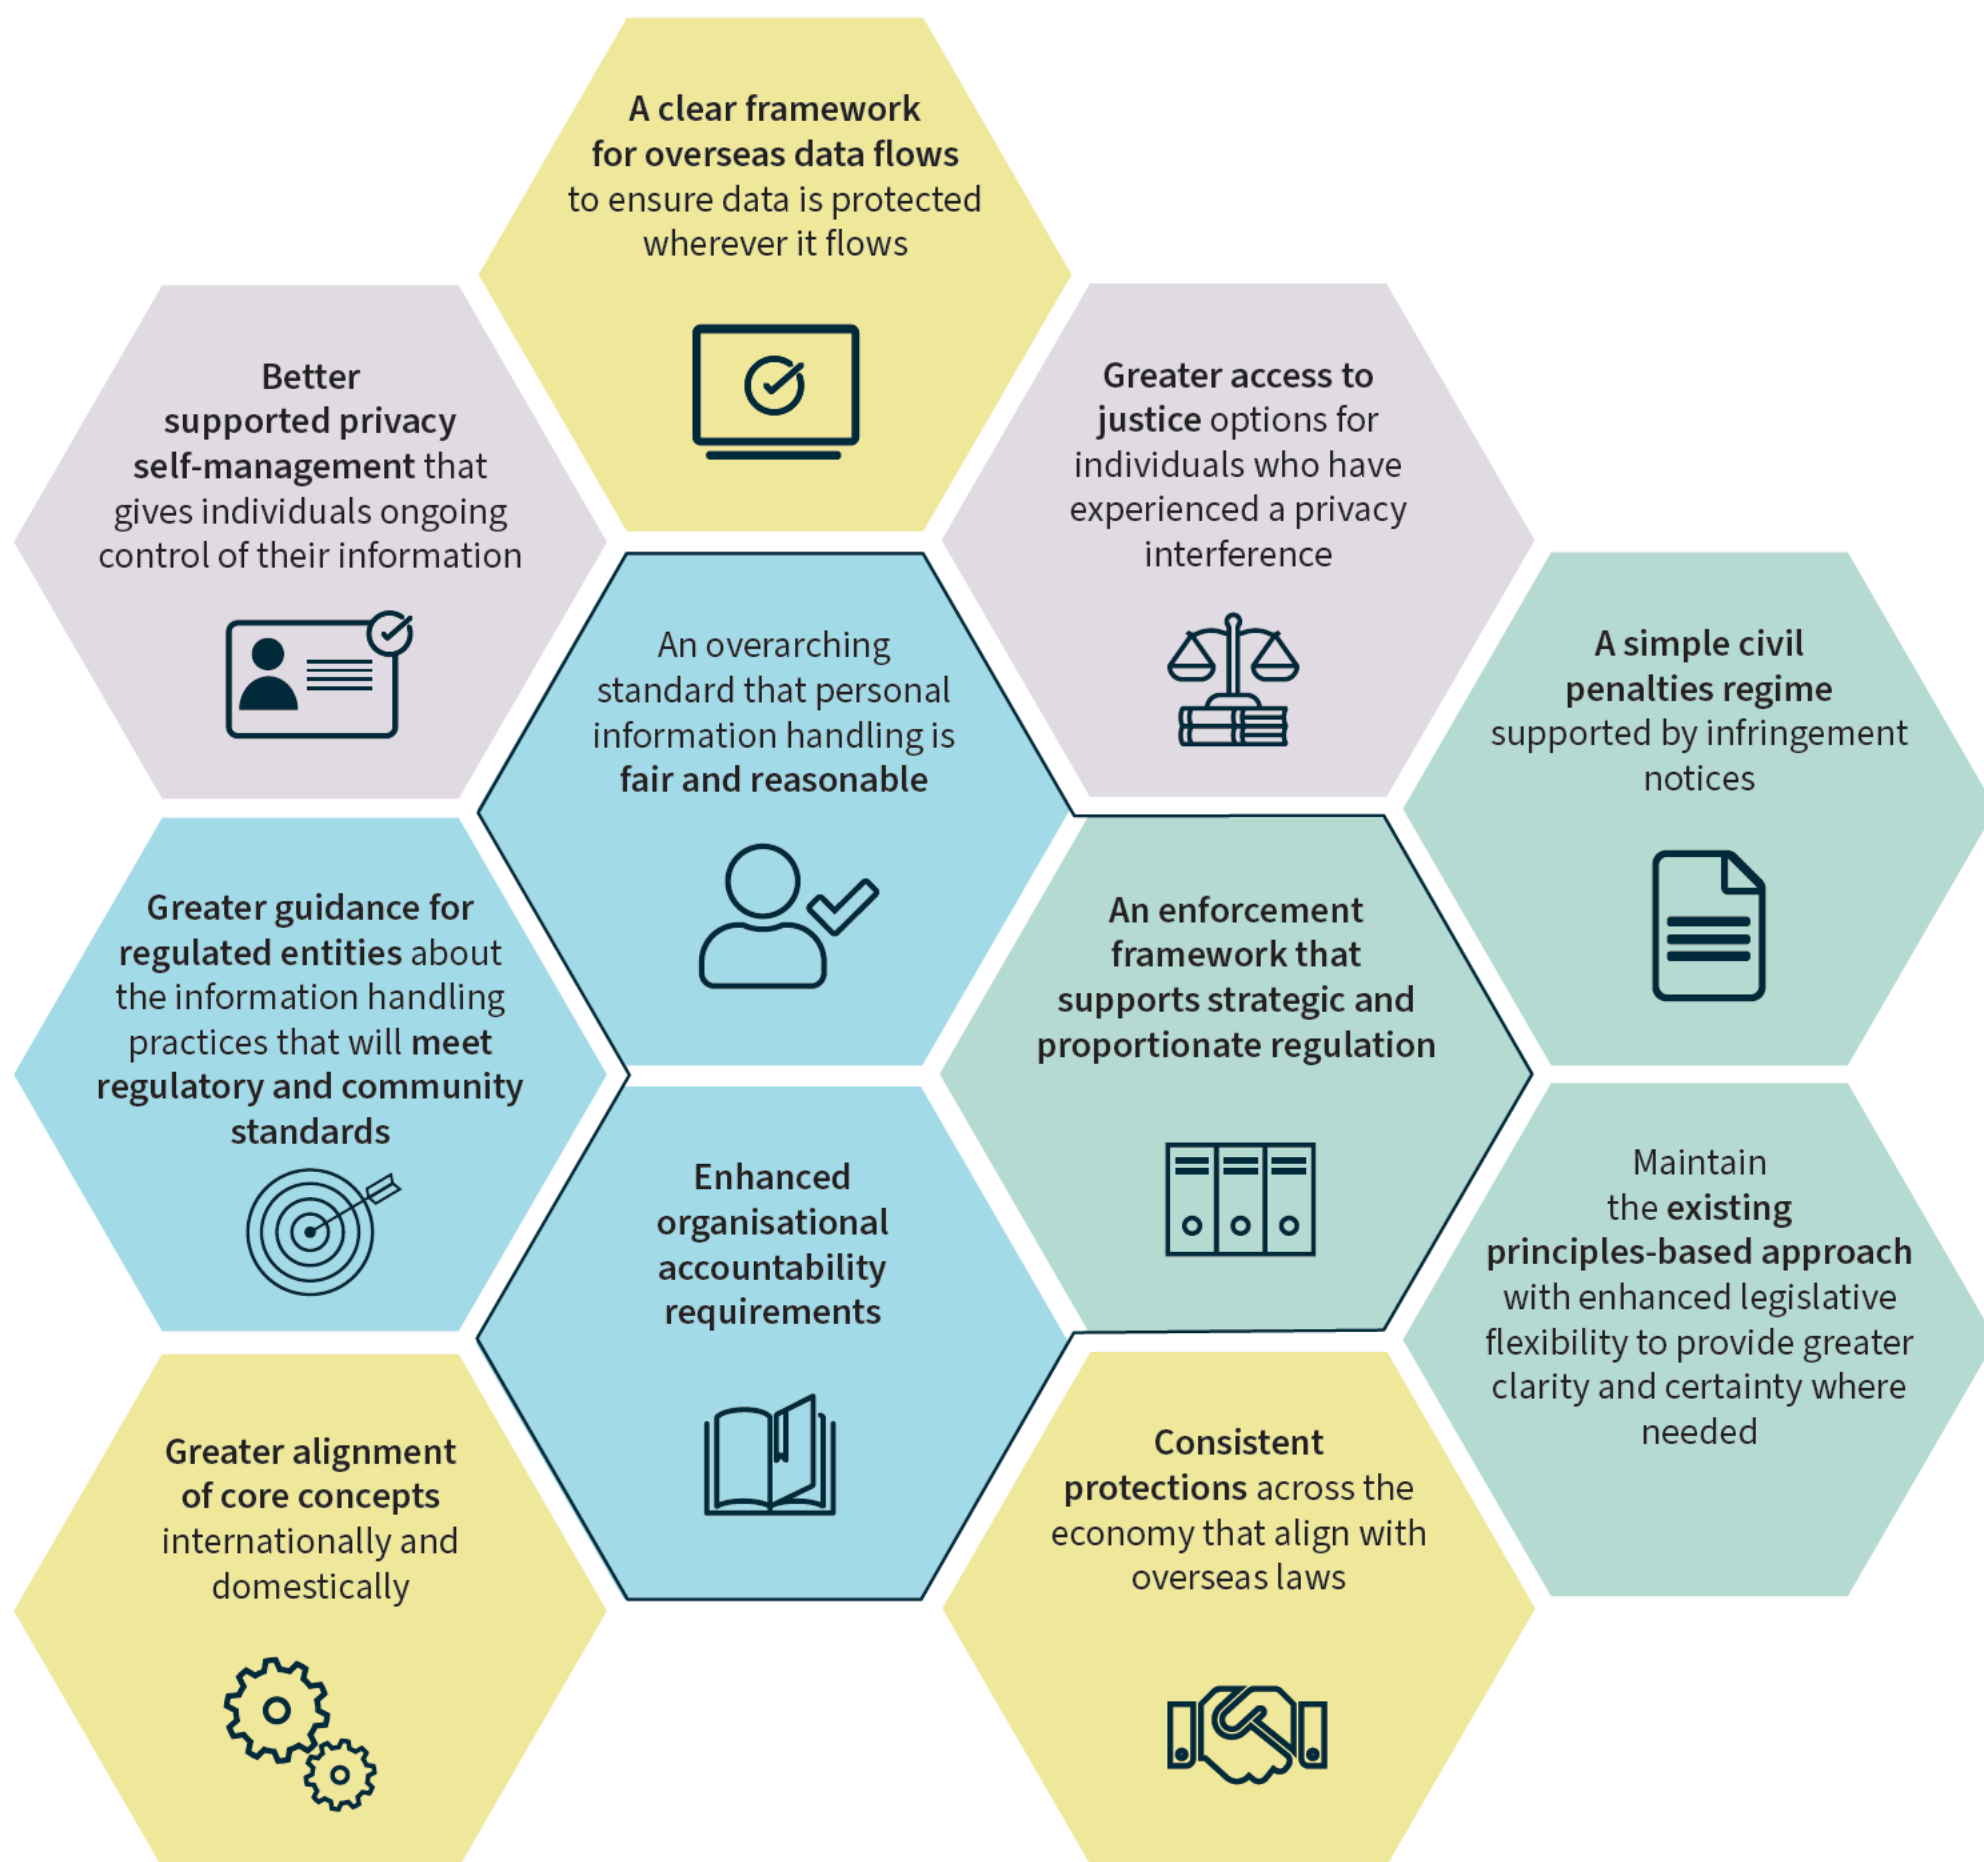 A clear framework
for overseas data flows
to ensure data is protected
wherever it flows
Better
supported privacy
self-management that
gives individuals ongoing
control of their information
Greater access to
justice options for
individuals who have
experienced a privacy
interference
An overarching
standard that personal
information handling is
fair and reasonable
A simple civil
penalties regime
supported by infringement
notices
Greater guidance for
regulated entities about
the information handling
practices that will meet
regulatory and community
standards
An enforcement
framework that
supports strategic and
proportionate regulation
Enhanced
organisational
accountability
requirements
Maintain
the existing
principles-based approach
with enhanced legislative
flexibility to provide greater
clarity and certainty where
needed
Greater alignment
of core concepts
internationally and
domestically
Consistent
protections across the
economy that align with
overseas laws